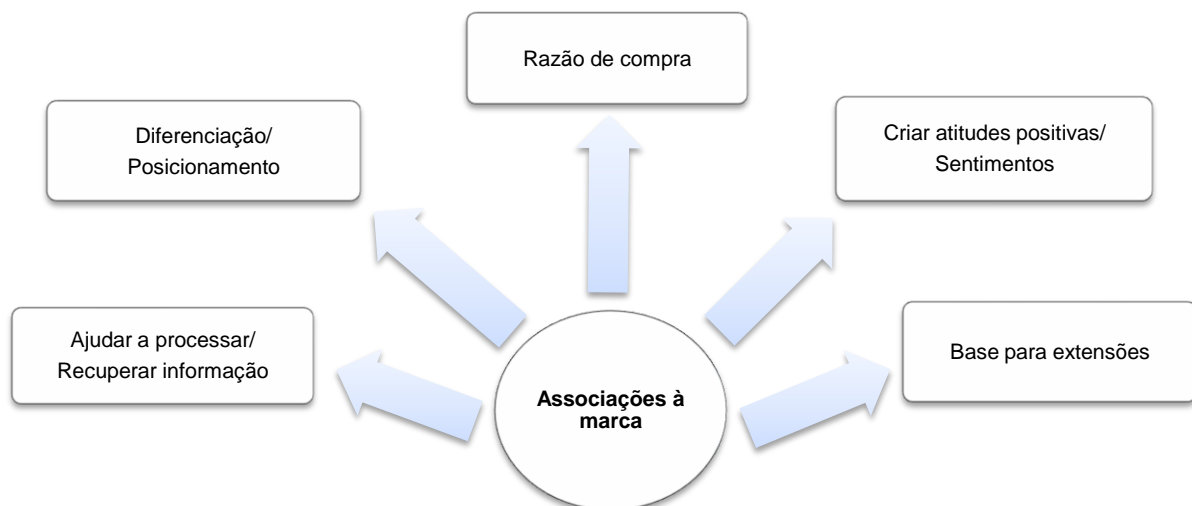 Razão de compra
Diferenciação/
Posicionamento
Criar atitudes positivas/
Sentimentos
Ajudar a processar/
Recuperar informação
Base para extensões
Associações à
marca